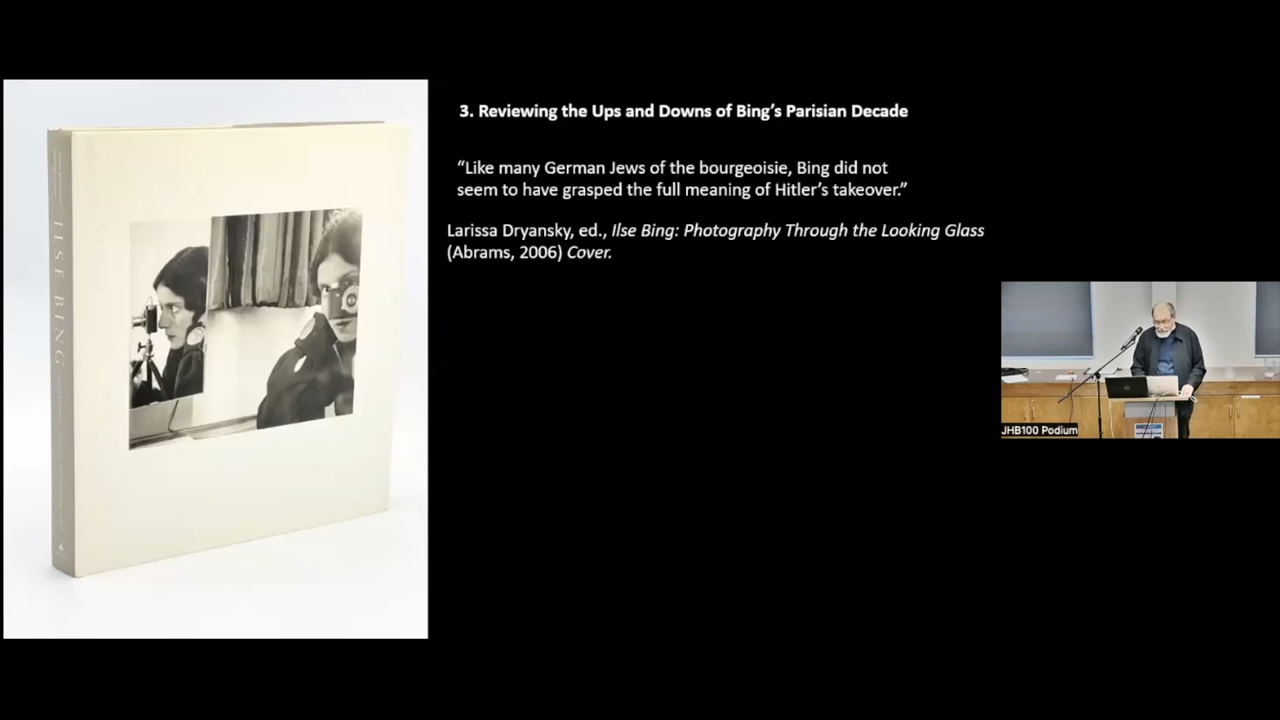 3. Reviewing the Ups and Downs of Bing's Parisian Decade
“Like many German Jews of the bourgeoisie, Bing did not
seem to have grasped the full meaning of Hitler’s takeover.”
Larissa Dryansky, ed., Ilse Bing: Photography Through the Looking Glass
(Abrams, 2006) Cover.
ILSE BING
JHB100 Podium